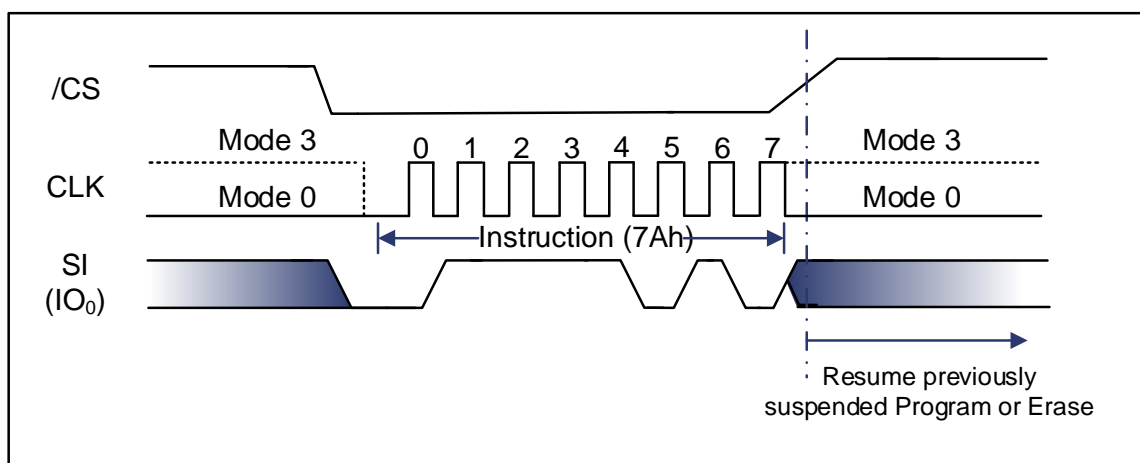 /CS
Mode 3
0 1 2 3 4 5 6 7
Mode 3
CLK
Mode 0
Mode 0
Instruction (7Ah)
SI
(IO₀)
Resume previously
suspended Program or Erase